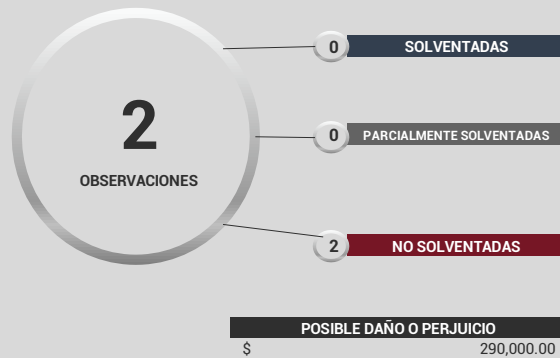 2
OBSERVACIONES
0 SOLVENTADAS
0 PARCIALMENTE SOLVENTADAS
2 NO SOLVENTADAS
POSIBLE DAÑO O PERJUICIO
$ 290,000.00